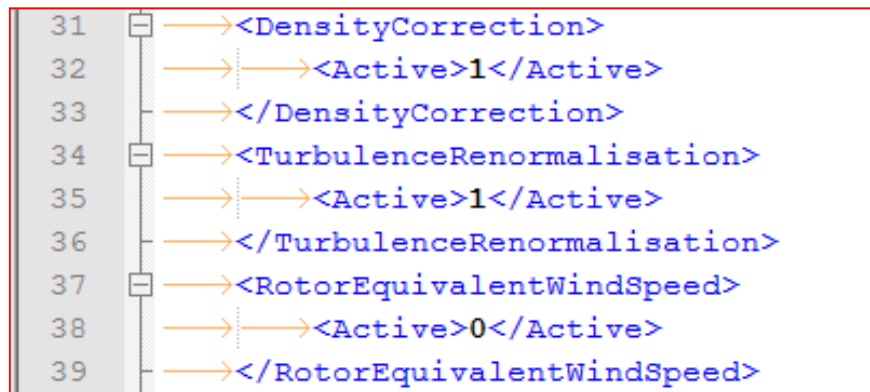 31 <DensityCorrection>
32 <Active>1</Active>
33 </DensityCorrection>
34 <TurbulenceRenormalisation>
35 <Active>1</Active>
36 </TurbulenceRenormalisation>
37 <RotorEquivalentWindSpeed>
38 <Active>0</Active>
39 </RotorEquivalentWindSpeed>